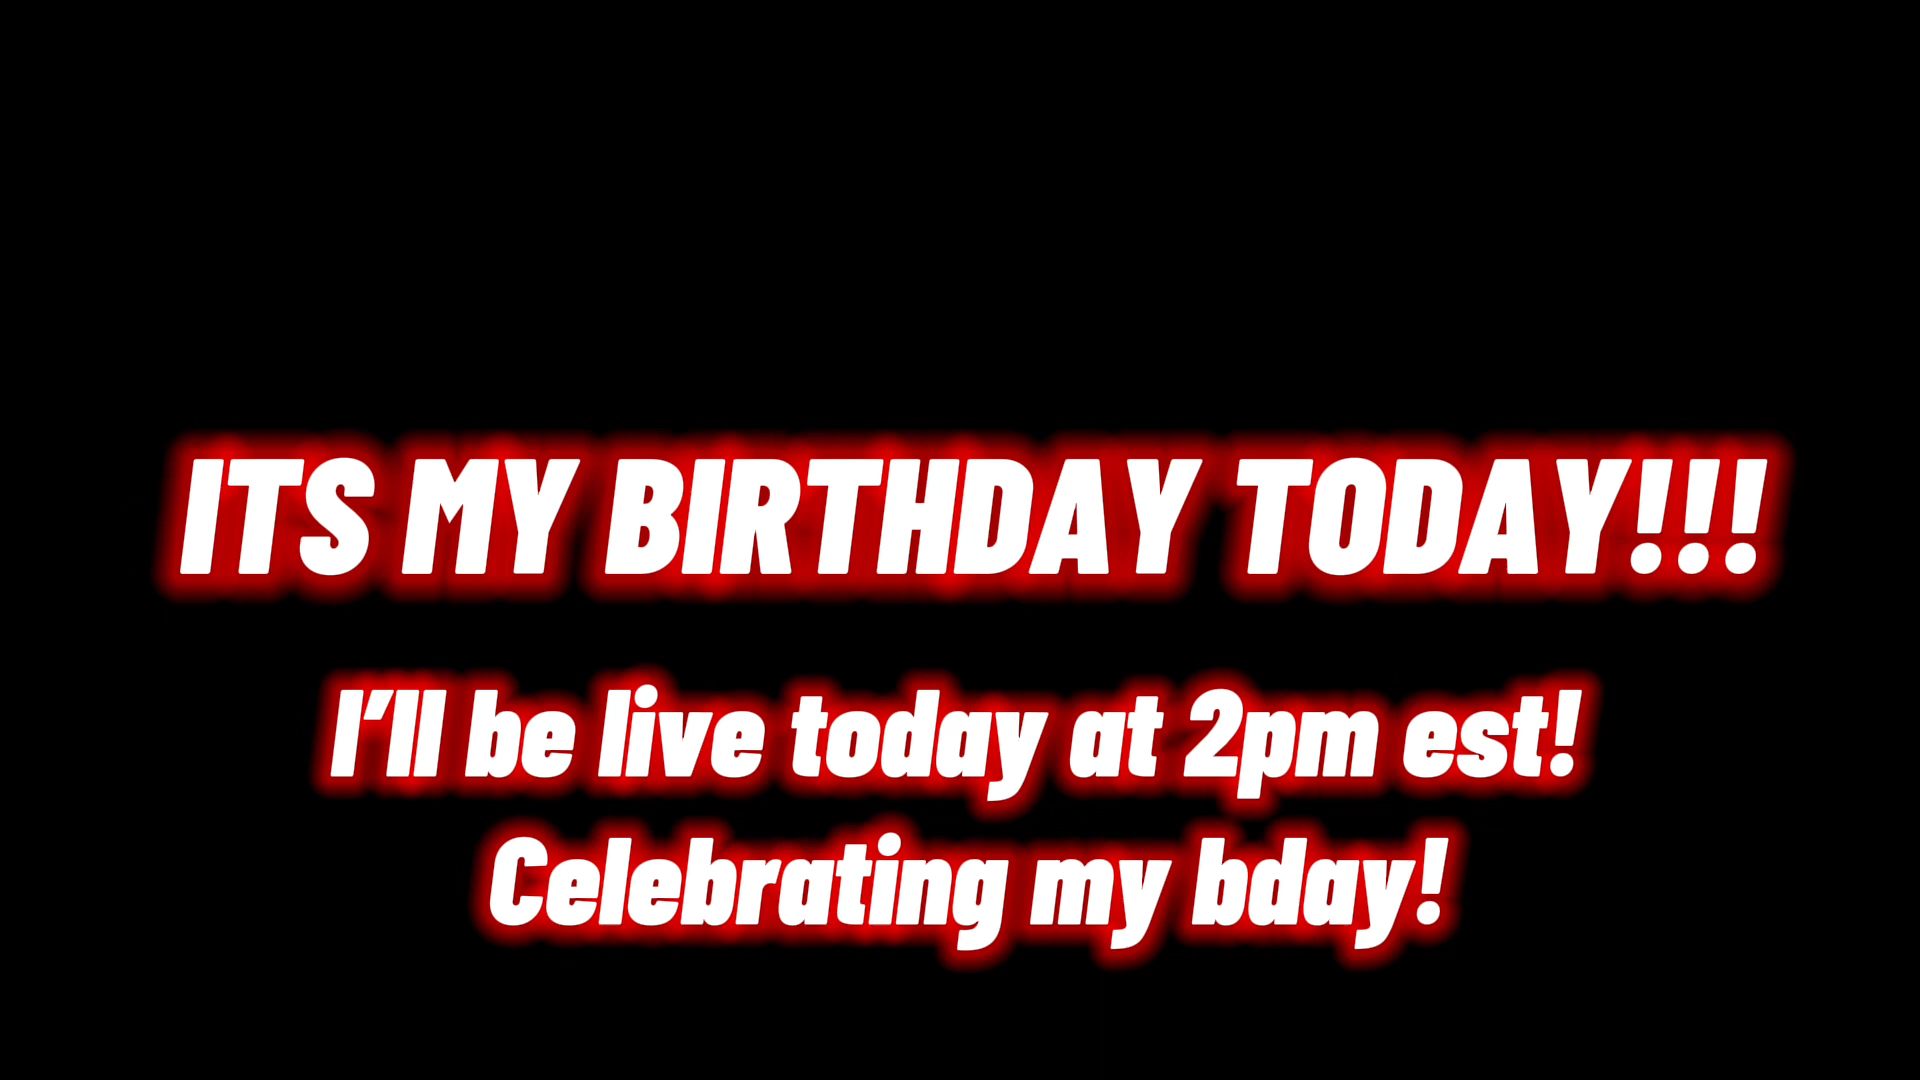 ITS MY BIRTHDAY TODAY!!!
I’ll be live today at 2pm est!
Celebrating my bday!